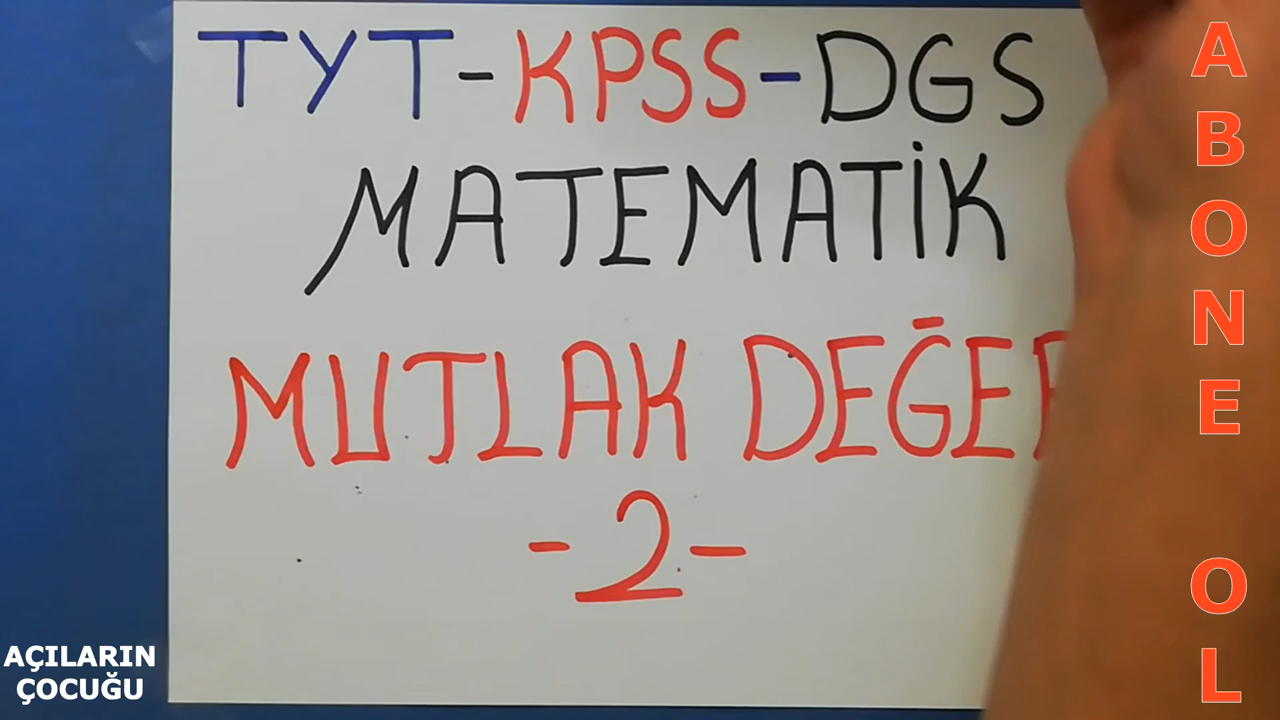 TYT-KPSS-DGS
MATEMATİK
MUTLAK DEĞER
-2-
AÇILARIN
ÇOCUĞU
ABONE
OL